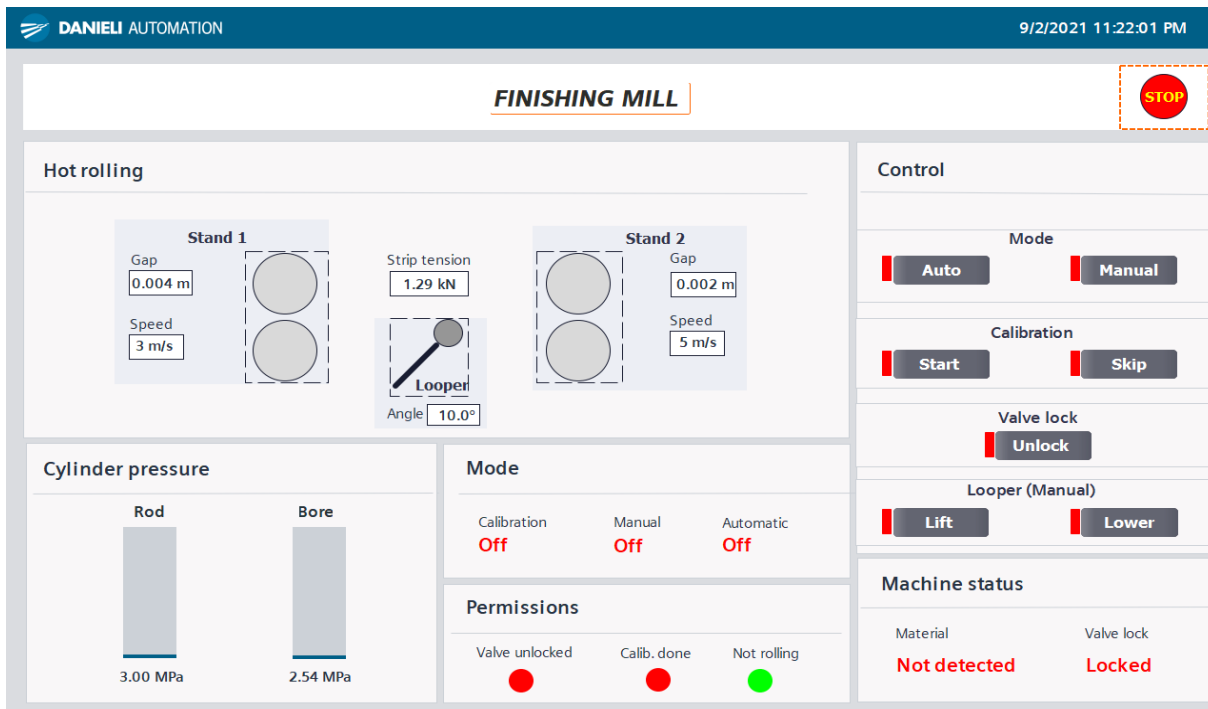 DANIELI AUTOMATION
9/2/2021 11:22:01 PM
FINISHING MILL
STOP
Hot rolling
Stand 1
Gap
0.004 m
Speed
3 m/s
Strip tension
1.29 kN
Looper
Angle 10.0°
Stand 2
Gap
0.002 m
Speed
5 m/s
Control
Mode
Auto Manual
Calibration
Start Skip
Valve lock
Unlock
Looper (Manual)
Lift Lower
Cylinder pressure
Rod Bore
3.00 MPa 2.54 MPa
Mode
Calibration Manual Automatic
Off Off Off
Permissions
Valve unlocked Calib. done Not rolling
Machine status
Material Valve lock
Not detected Locked